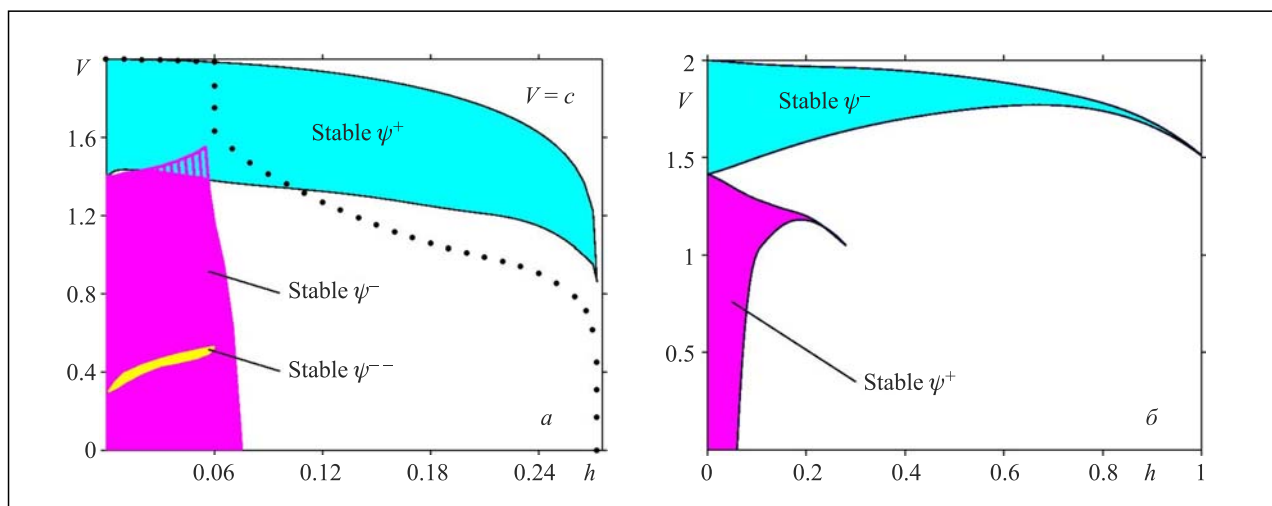 V
1.6
1.2
0.8
0.4
0
0.06
0.12
0.18
0.24
h
V = c
Stable ψ⁺
Stable ψ⁻
Stable ψ⁻ ⁻
а
2
V
1.5
1
0.5
0
0.2
0.4
0.6
0.8
h
1
Stable ψ⁻
Stable ψ⁺
б